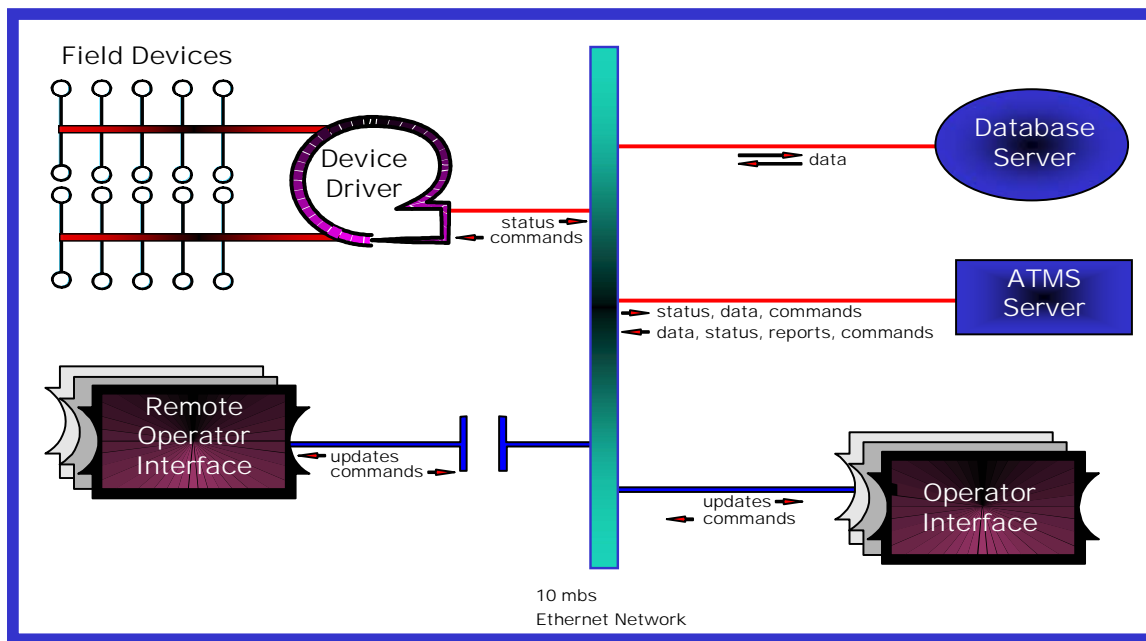 Field Devices
Device
Driver
status
commands
Database
Server
data
ATMS
Server
status, data, commands
data, status, reports, commands
Remote
Operator
Interface
updates
commands
Operator
Interface
updates
commands
10 mbs
Ethernet Network